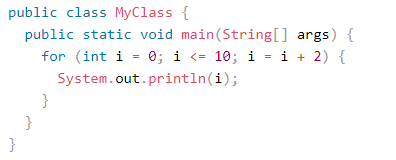 public class MyClass {
  public static void main(String[] args) {
    for (int i = 0; i <= 10; i = i + 2) {
      System.out.println(i);
    }
  }
}